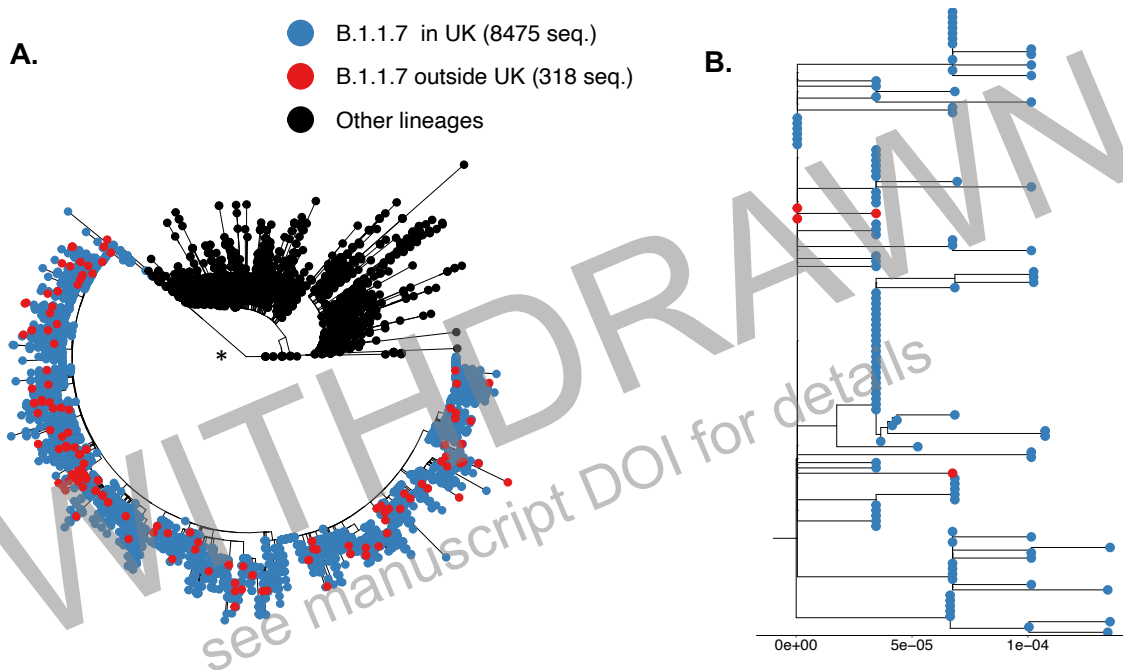 A.
B.1.1.7 in UK (8475 seq.)
B.1.1.7 outside UK (318 seq.)
Other lineages
*
B.
0e+00 5e−05 1e−04
WITHDRAWN
see manuscript DOI for details